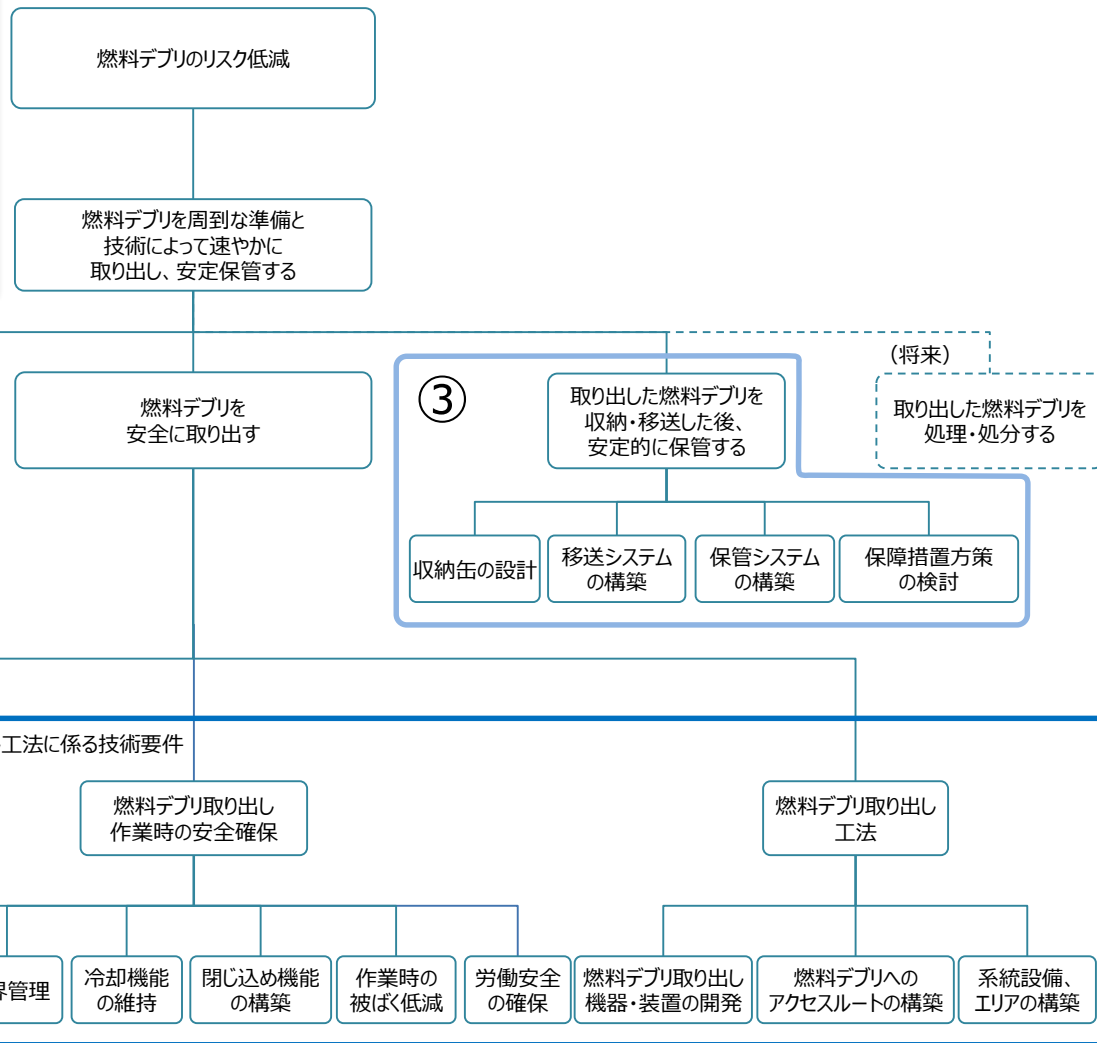 燃料デブリのリスク低減
燃料デブリを周到な準備と
技術によって速やかに
取り出し、安定保管する
(将来)
燃料デブリを
安全に取り出す
③
取り出した燃料デブリを
収納・移送した後、
安定的に保管する
取り出した燃料デブリを
処理・処分する
収納缶の設計
移送システム
の構築
保管システム
の構築
保障措置方策
の検討
工法に係る技術要件
燃料デブリ取り出し
作業時の安全確保
燃料デブリ取り出し
工法
界管理
冷却機能
の維持
閉じ込め機能
の構築
作業時の
被ばく低減
労働安全
の確保
燃料デブリ取り出し
機器・装置の開発
燃料デブリへの
アクセスルートの構築
系統設備、
エリアの構築